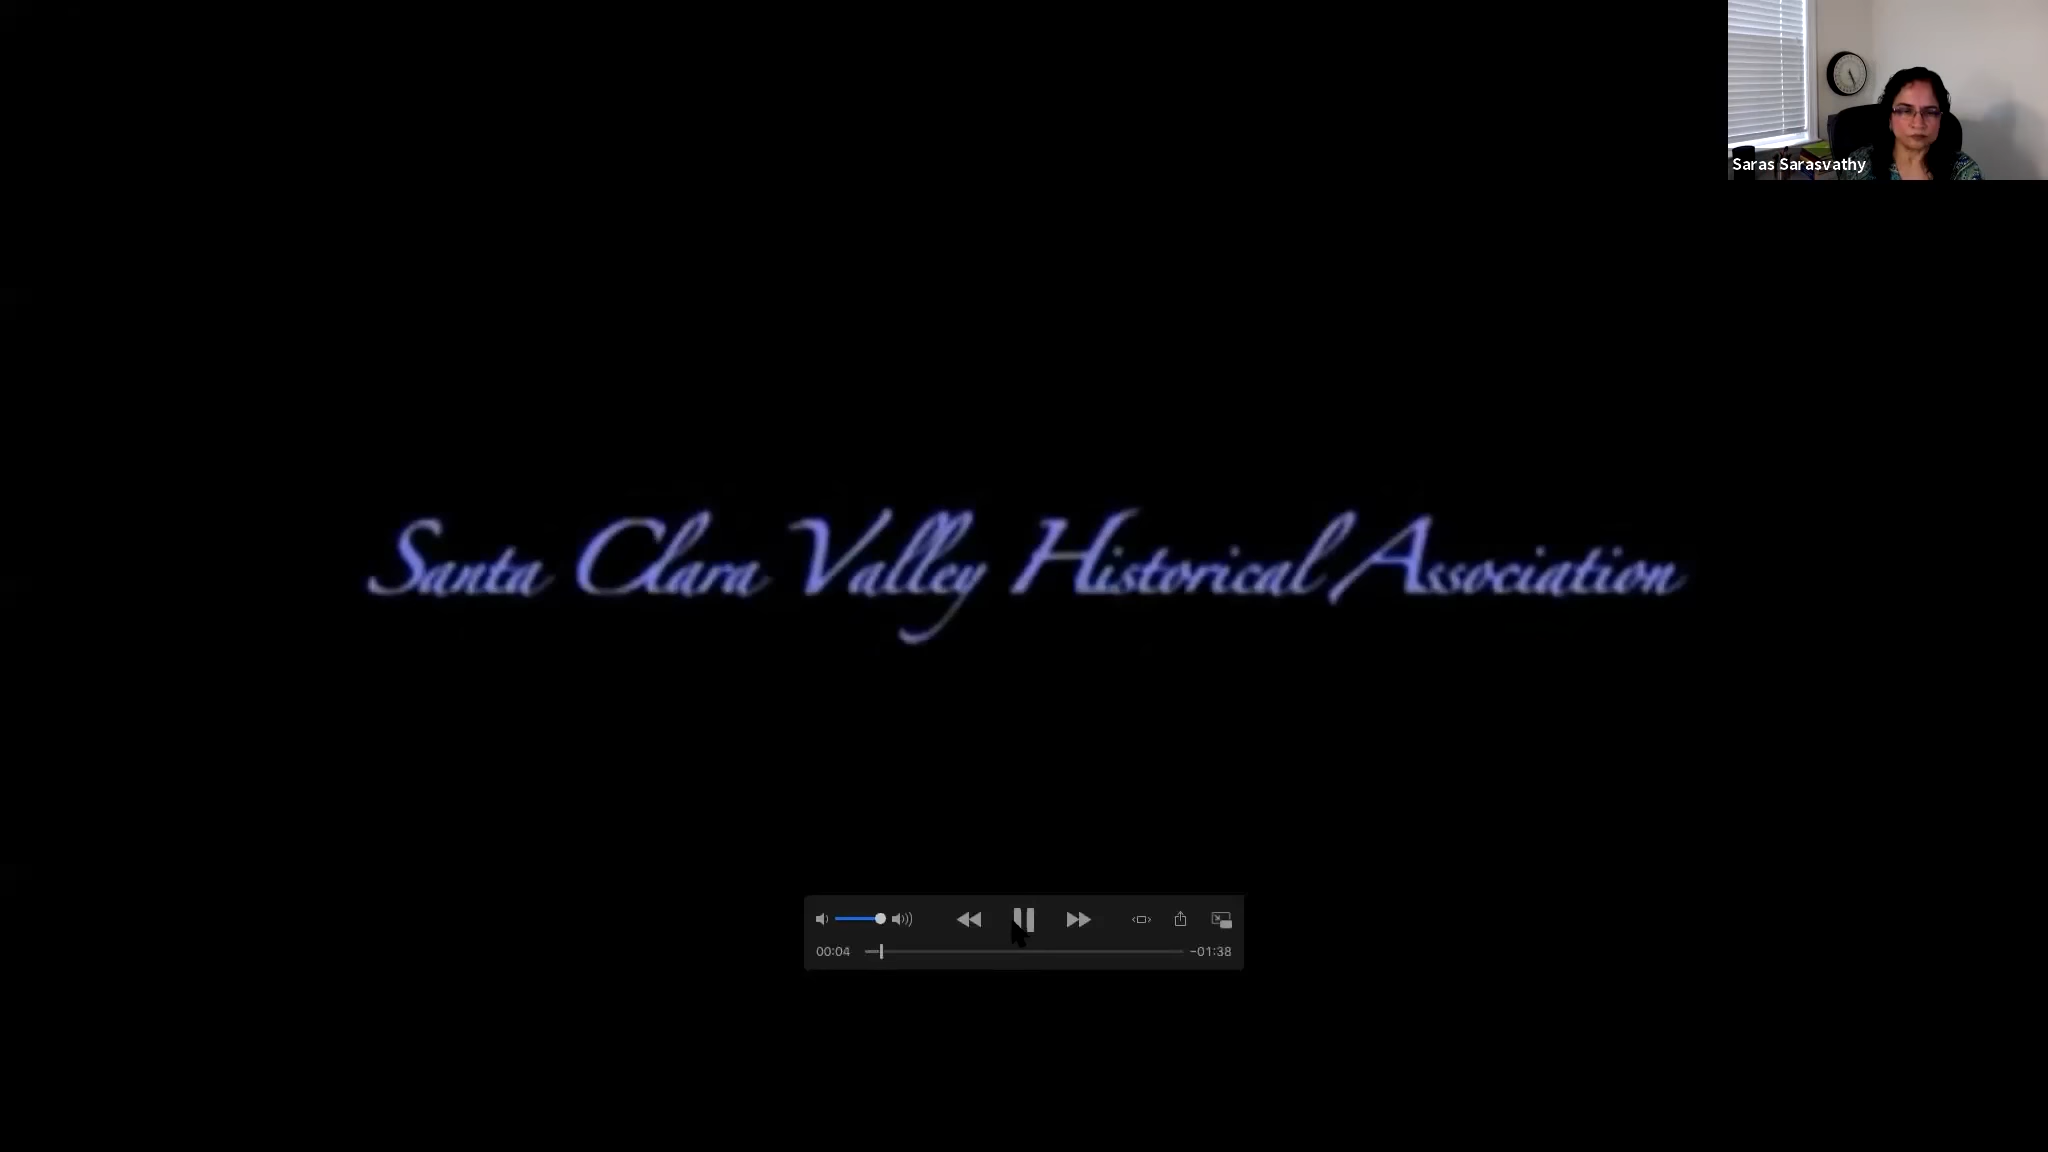 Saras Sarasvathy
Santa Clara Valley Historical Association
00:04
-01:38